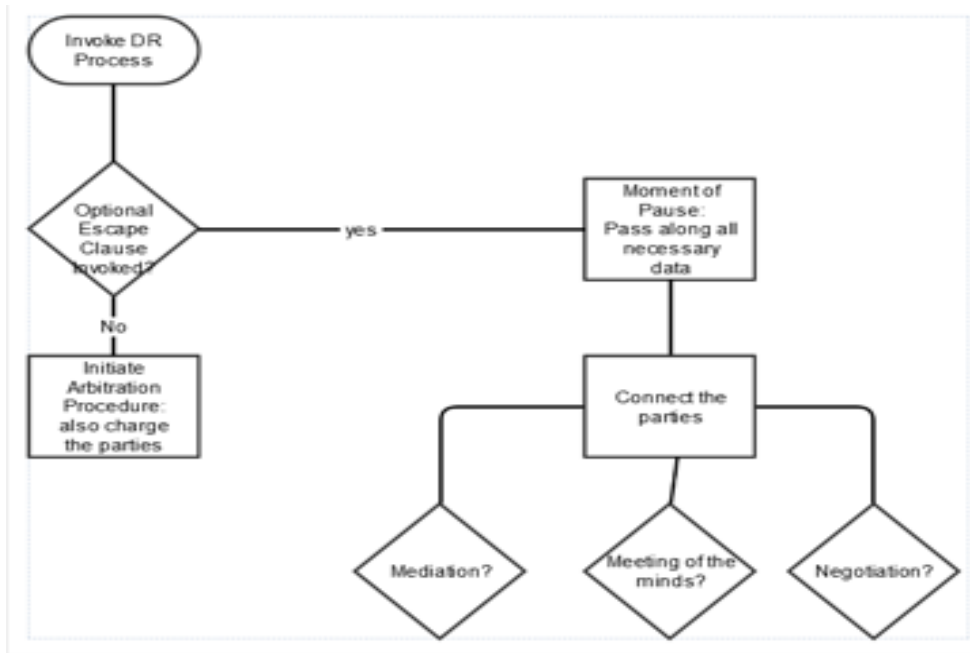 Invoke DR
Process
Optional
Escape
Clause
Invoked?
yes
Moment of
Pause:
Pass along all
necessary
data
No
Initiate
Arbitration
Procedure:
also charge
the parties
Connect the
parties
Mediation?
Meeting of the
minds?
Negotiation?